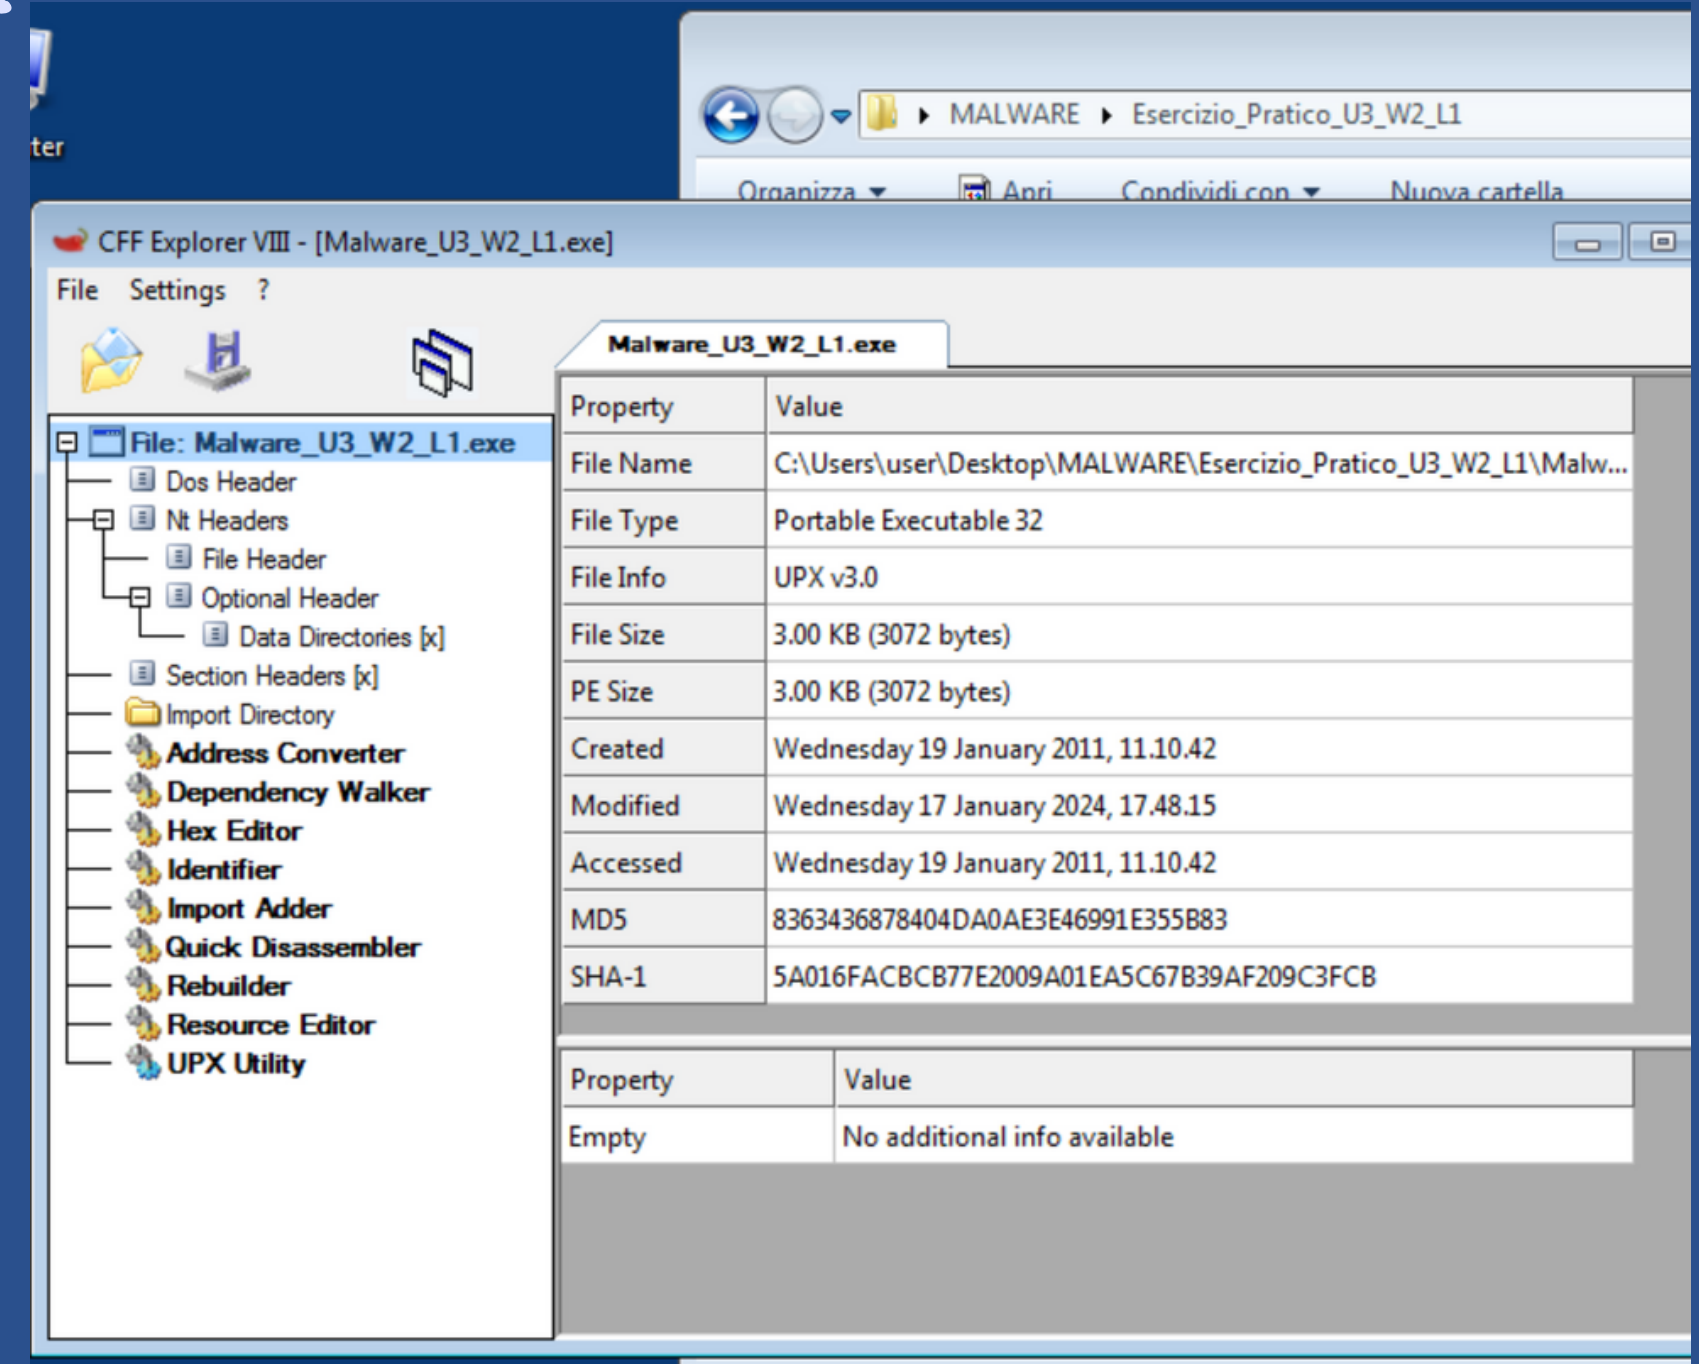 ter
MALWARE Esercizio_Pratico_U3_W2_L1
Organizza Apri Condividi con Nuova cartella
CFF Explorer VIII - [Malware_U3_W2_L1.exe]
File Settings ?
Malware_U3_W2_L1.exe
File: Malware_U3_W2_L1.exe
Dos Header
Nt Headers
File Header
Optional Header
Data Directories [x]
Section Headers [x]
Import Directory
Address Converter
Dependency Walker
Hex Editor
Identifier
Import Adder
Quick Disassembler
Rebuilder
Resource Editor
UPX Utility
Property Value
File Name C:\Users\user\Desktop\MALWARE\Esercizio_Pratico_U3_W2_L1\Malw...
File Type Portable Executable 32
File Info UPX v3.0
File Size 3.00 KB (3072 bytes)
PE Size 3.00 KB (3072 bytes)
Created Wednesday 19 January 2011, 11.10.42
Modified Wednesday 17 January 2024, 17.48.15
Accessed Wednesday 19 January 2011, 11.10.42
MD5 8363436878404DA0AE3E46991E355B83
SHA-1 5A016FACBCB77E2009A01EA5C67B39AF209C3FCB
Property Value
Empty No additional info available